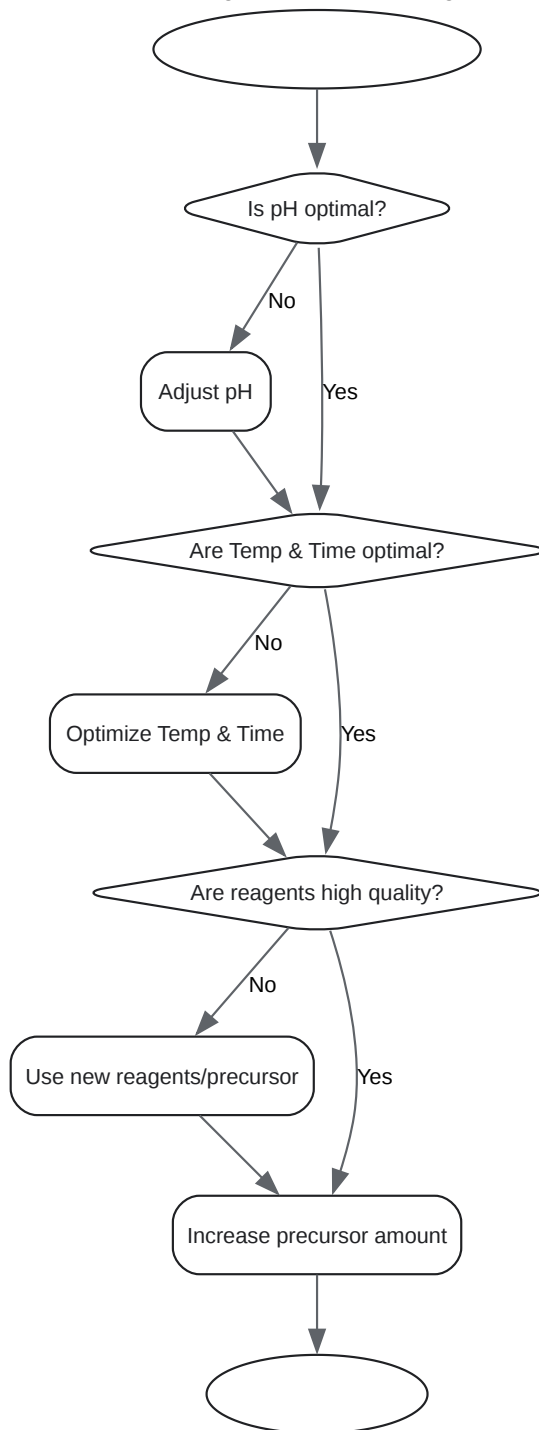 Is pH optimal?
No
Adjust pH
Yes
Are Temp & Time optimal?
No
Optimize Temp & Time
Yes
Are reagents high quality?
No
Use new reagents/precursor
Yes
Increase precursor amount